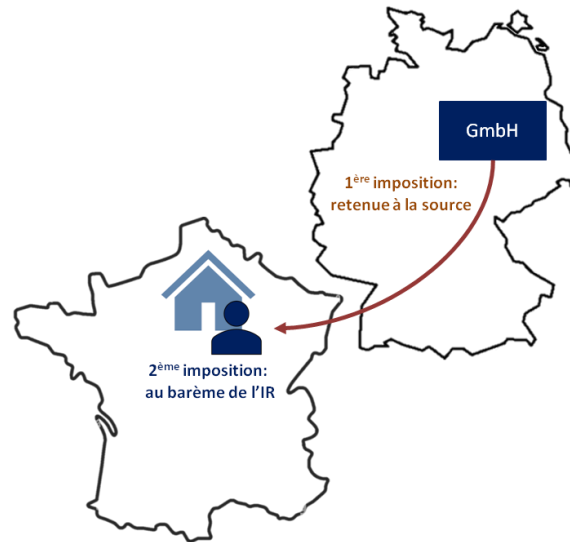 GmbH
1ère imposition:
retenue à la source
2ème imposition:
au barème de l'IR